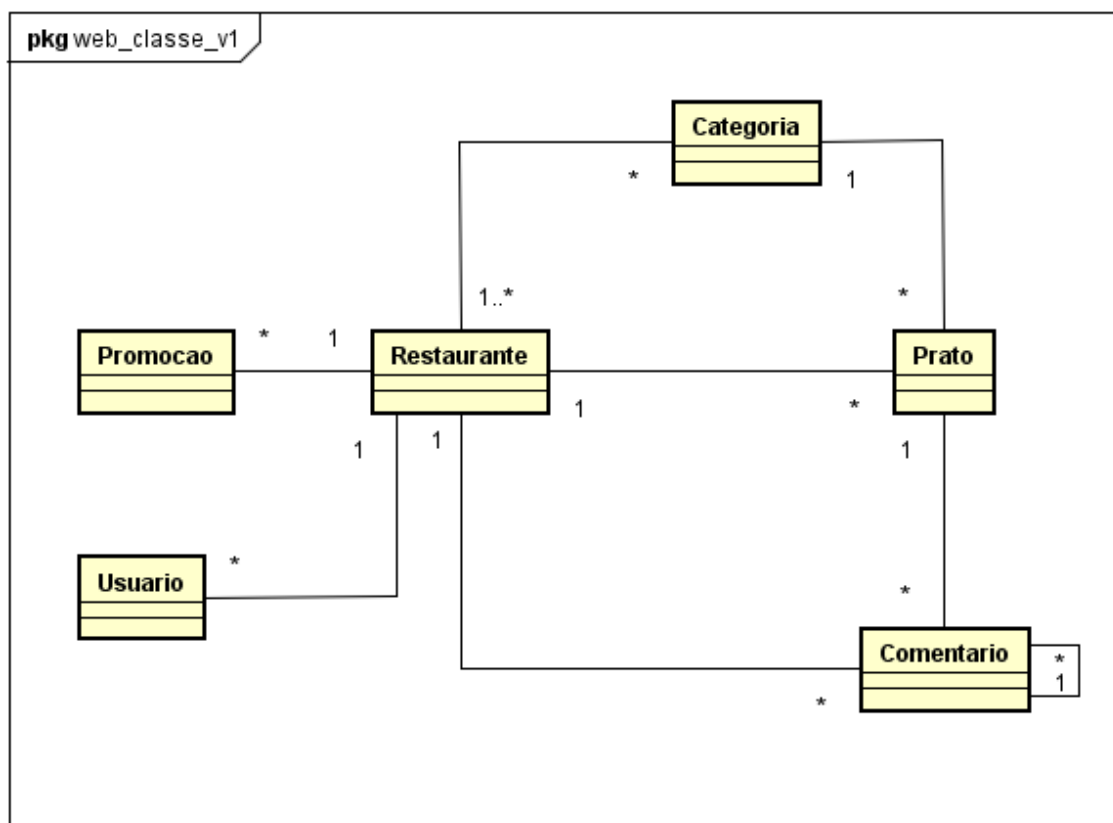 pkg web_classe_v1
Categoria
*
1
1..*
*
Promocao
*
1
Restaurante
1
*
Prato
1
1
1
Usuario
*
*
Comentario
*
1
*